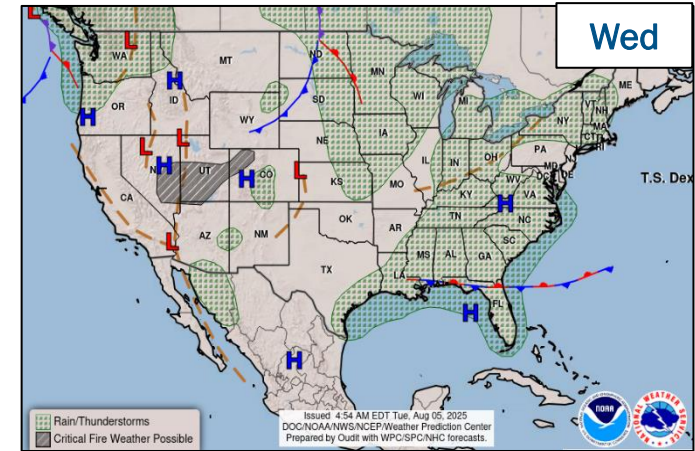 Wed
WA
MT
ND
MN
ME
OR
ID
SD
WI
MI
VT
NH
NY
MA
CT
RI
WY
IA
NE
PA
NJ
IL
IN
OH
MD
DE
DC
T.S. Dex
NV
UT
CO
KS
MO
WV
VA
KY
CA
NC
TN
OK
AZ
NM
AR
SC
MS
AL
GA
TX
LA
FL
H
L
Rain/Thunderstorms
Critical Fire Weather Possible
Issued 4:54 AM EDT Tue, Aug 05, 2025
DOC/NOAA/NWS/NCEP/Weather Prediction Center
Prepared by Oudit with WPC/SPC/NHC forecasts.
NOAA
NATIONAL WEATHER SERVICE